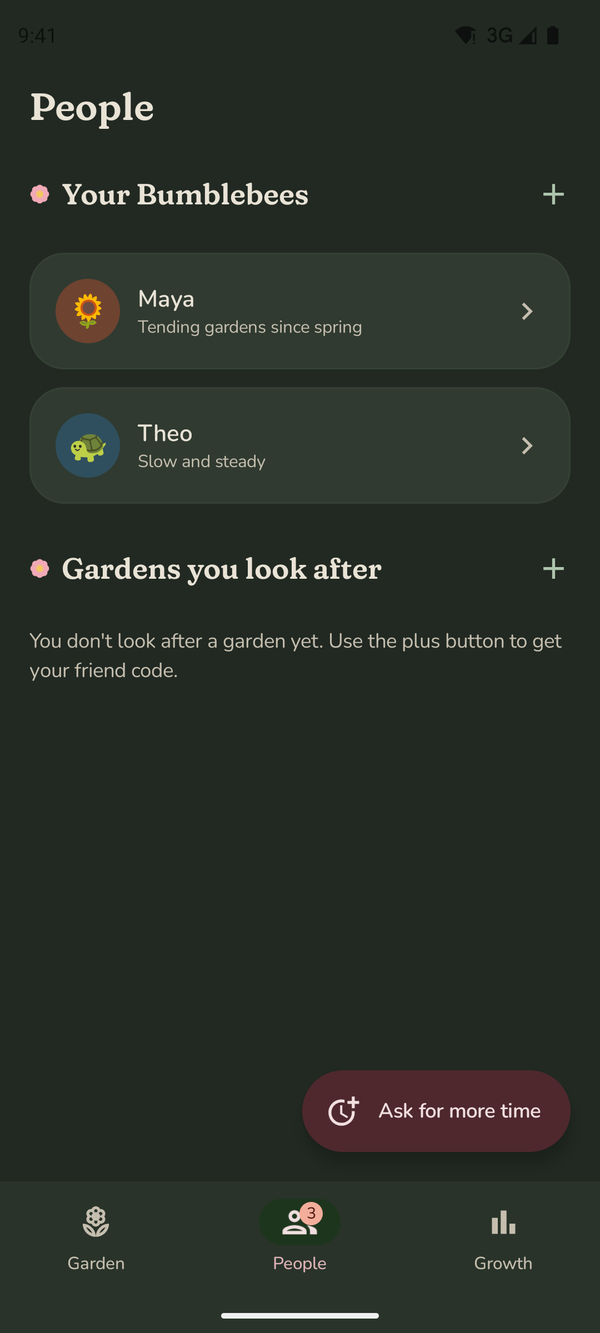 9:41
3G
People
Your Bumblebees
Maya
Tending gardens since spring
Theo
Slow and steady
Gardens you look after
You don't look after a garden yet. Use the plus button to get
your friend code.
Ask for more time
3
Garden
People
Growth